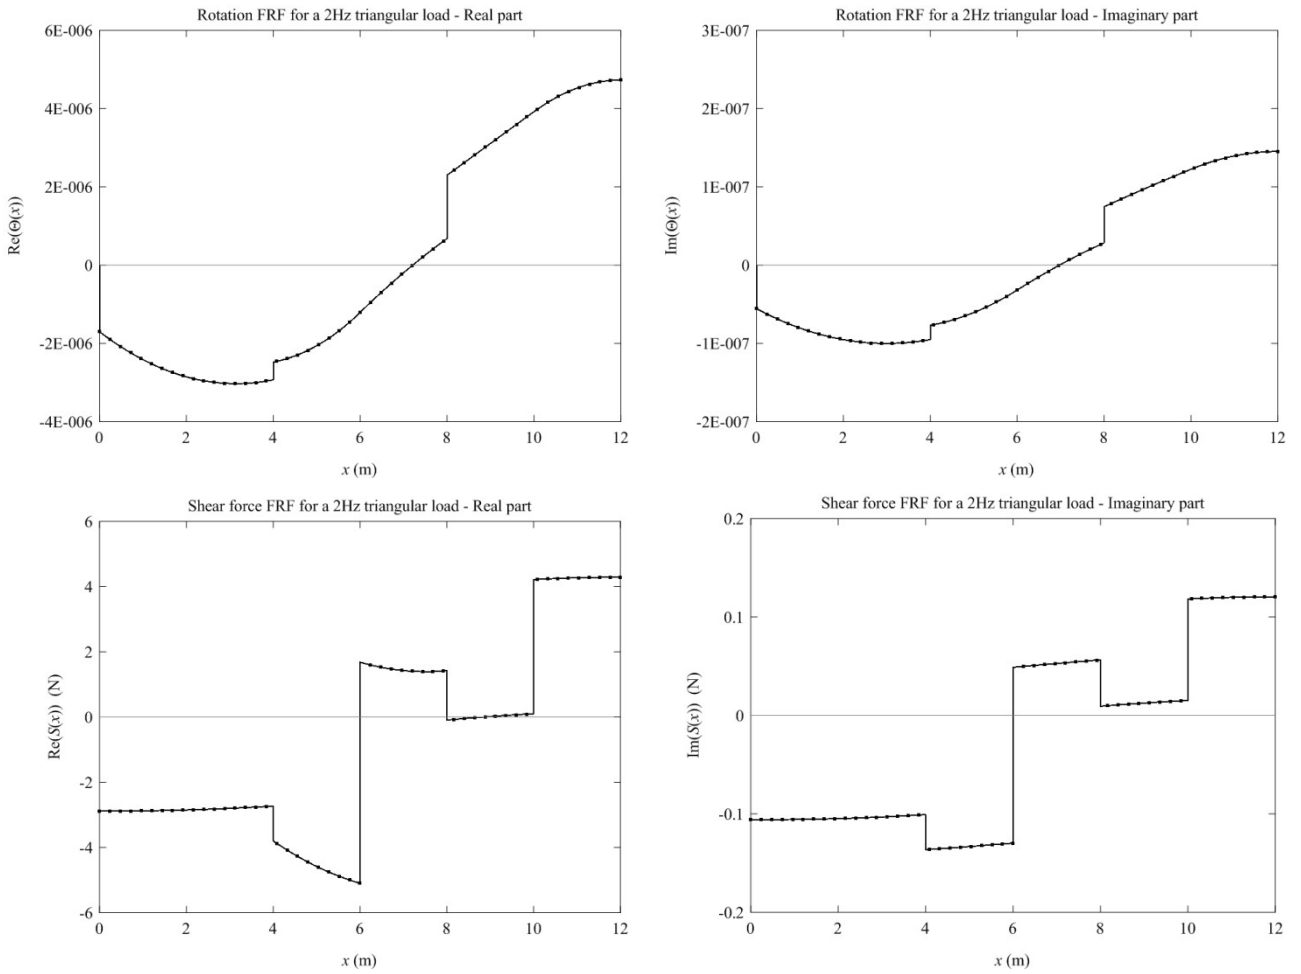 Rotation FRF for a 2Hz triangular load - Real part
6E-006
4E-006
2E-006
0
-2E-006
-4E-006
Re(Θ(x))
0 2 4 6 8 10 12
x (m)
Rotation FRF for a 2Hz triangular load - Imaginary part
3E-007
2E-007
1E-007
0
-1E-007
-2E-007
Im(Θ(x))
0 2 4 6 8 10 12
x (m)
Shear force FRF for a 2Hz triangular load - Real part
6
4
2
0
-2
-4
-6
Re(S(x)) (N)
0 2 4 6 8 10 12
x (m)
Shear force FRF for a 2Hz triangular load - Imaginary part
0.2
0.1
0
-0.1
-0.2
Im(S(x)) (N)
0 2 4 6 8 10 12
x (m)